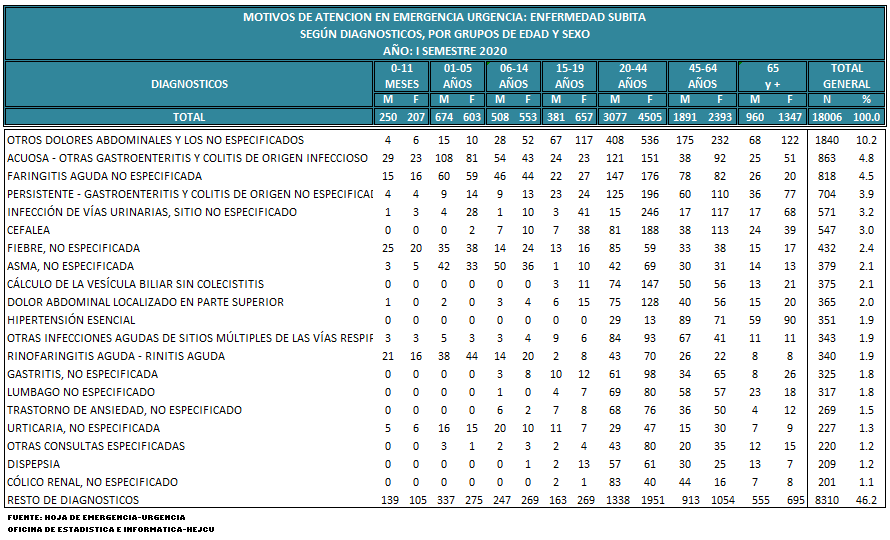 MOTIVOS DE ATENCION EN EMERGENCIA URGENCIA: ENFERMEDAD SUBITA
SEGÚN DIAGNOSTICOS, POR GRUPOS DE EDAD Y SEXO
AÑO: I SEMESTRE 2020
DIAGNOSTICOS 0-11 MESES 01-05 AÑOS 06-14 AÑOS 15-19 AÑOS 20-44 AÑOS 45-64 AÑOS 65 y + TOTAL GENERAL
M F M F M F M F M F M F M F N %
TOTAL 250 207 674 603 508 553 381 657 3077 4505 1891 2393 960 1347 18006 100.0
OTROS DOLORES ABDOMINALES Y LOS NO ESPECIFICADOS 4 6 15 10 28 52 67 117 408 536 175 232 68 122 1840 10.2
ACUOSA - OTRAS GASTROENTERITIS Y COLITIS DE ORIGEN INFECCIOSO 29 23 108 81 54 43 24 23 121 151 38 92 25 51 863 4.8
FARINGITIS AGUDA NO ESPECIFICADA 15 16 60 59 46 44 22 27 147 176 78 82 26 20 818 4.5
PERSISTENTE - GASTROENTERITIS Y COLITIS DE ORIGEN NO ESPECIFICAD 4 4 9 14 9 13 23 24 125 196 60 110 36 77 704 3.9
INFECCIÓN DE VÍAS URINARIAS, SITIO NO ESPECIFICADO 1 3 4 28 1 10 3 41 15 246 17 117 17 68 571 3.2
CEFALEA 0 0 0 2 7 10 7 38 81 188 38 113 24 39 547 3.0
FIEBRE, NO ESPECIFICADA 25 20 35 38 14 24 13 16 85 59 33 38 15 17 432 2.4
ASMA, NO ESPECIFICADA 3 5 42 33 50 36 1 10 42 69 30 31 14 13 379 2.1
CÁLCULO DE LA VESÍCULA BILIAR SIN COLECISTITIS 0 0 0 0 0 0 3 11 74 147 50 56 13 21 375 2.1
DOLOR ABDOMINAL LOCALIZADO EN PARTE SUPERIOR 1 0 2 0 3 4 6 15 75 128 40 56 15 20 365 2.0
HIPERTENSIÓN ESENCIAL 0 0 0 0 0 0 0 0 29 13 89 71 59 90 351 1.9
OTRAS INFECCIONES AGUDAS DE SITIOS MÚLTIPLES DE LAS VÍAS RESPIF 3 3 5 3 3 4 9 6 84 93 67 41 11 11 343 1.9
RINOFARINGITIS AGUDA - RINITIS AGUDA 21 16 38 44 14 20 2 8 43 70 26 22 8 8 340 1.9
GASTRITIS, NO ESPECIFICADA 0 0 0 0 3 8 10 12 61 98 34 65 8 26 325 1.8
LUMBAGO NO ESPECIFICADO 0 0 0 0 1 0 4 7 69 80 58 57 23 18 317 1.8
TRASTORNO DE ANSIEDAD, NO ESPECIFICADO 0 0 0 0 6 2 7 8 68 76 36 50 4 12 269 1.5
URTICARIA, NO ESPECIFICADA 5 6 16 15 20 10 11 7 29 47 15 30 7 9 227 1.3
OTRAS CONSULTAS ESPECIFICADAS 0 0 3 1 2 3 2 4 43 80 20 35 12 15 220 1.2
DISPEPSIA 0 0 0 0 0 1 2 13 57 61 30 25 13 7 209 1.2
CÓLICO RENAL, NO ESPECIFICADO 0 0 0 0 0 0 2 1 83 40 44 16 7 8 201 1.1
RESTO DE DIAGNOSTICOS 139 105 337 275 247 269 163 269 1338 1951 913 1054 555 695 8310 46.2
FUENTE: HOJA DE EMERGENCIA-URGENCIA
OFICINA DE ESTADISTICA E INFORMATICA-HEJCU